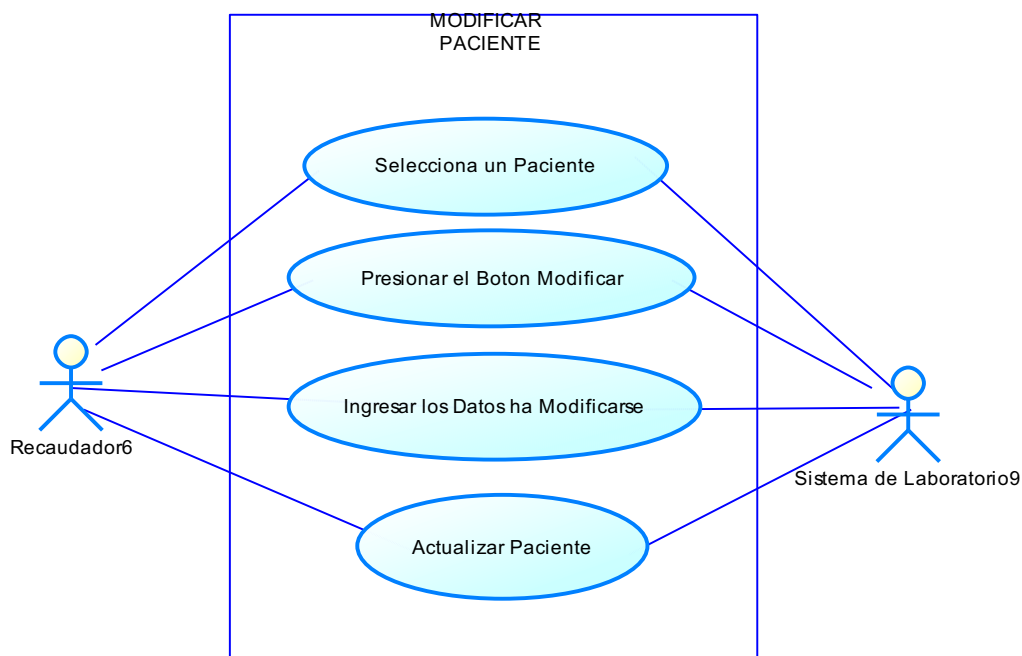 MODIFICAR
PACIENTE
Selecciona un Paciente
Presionar el Boton Modificar
Ingresar los Datos ha Modificarse
Recaudador6
Sistema de Laboratorio9
Actualizar Paciente